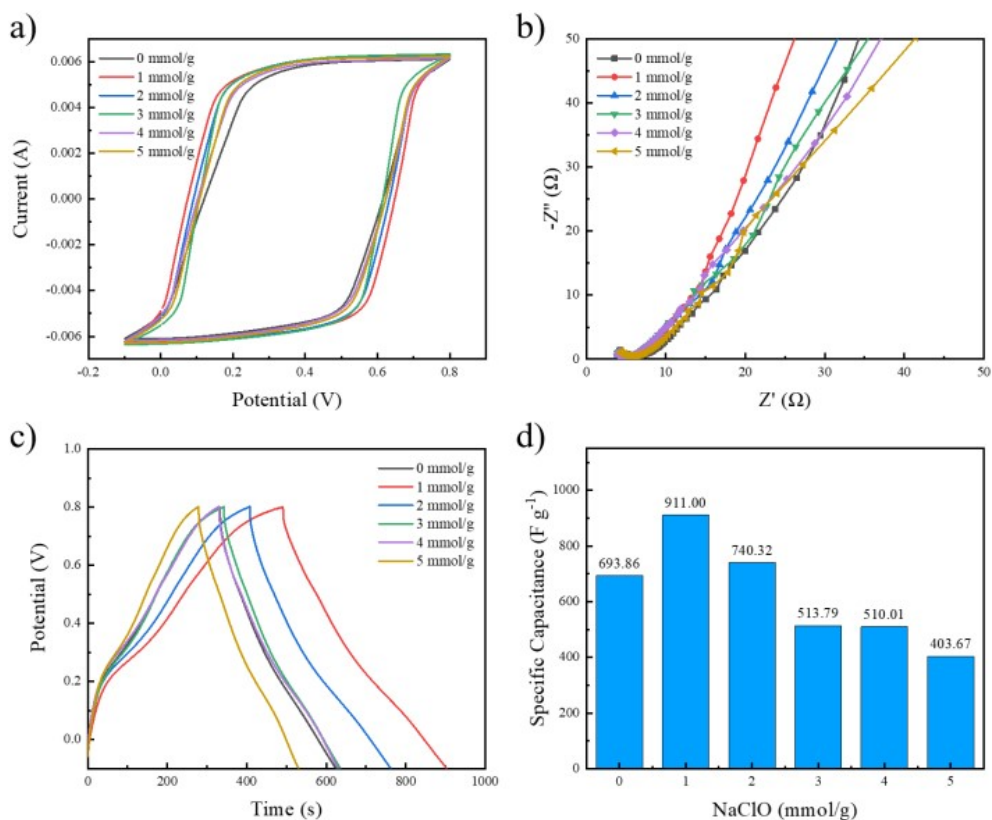 a)
0 mmol/g
1 mmol/g
2 mmol/g
3 mmol/g
4 mmol/g
5 mmol/g
0.006
0.004
0.002
0.000
-0.002
-0.004
-0.006
Current (A)
-0.2
0.0
0.2
0.4
0.6
0.8
Potential (V)
b)
0 mmol/g
1 mmol/g
2 mmol/g
3 mmol/g
4 mmol/g
5 mmol/g
50
40
30
20
10
0
-Z'' (Ω)
0
10
20
30
40
50
Z' (Ω)
c)
0 mmol/g
1 mmol/g
2 mmol/g
3 mmol/g
4 mmol/g
5 mmol/g
1.0
0.8
0.6
0.4
0.2
0.0
Potential (V)
0
200
400
600
800
1000
Time (s)
d)
1000
800
600
400
200
0
Specific Capacitance (F g⁻¹)
693.86
911.00
740.32
513.79
510.01
403.67
0
1
2
3
4
5
NaClO (mmol/g)